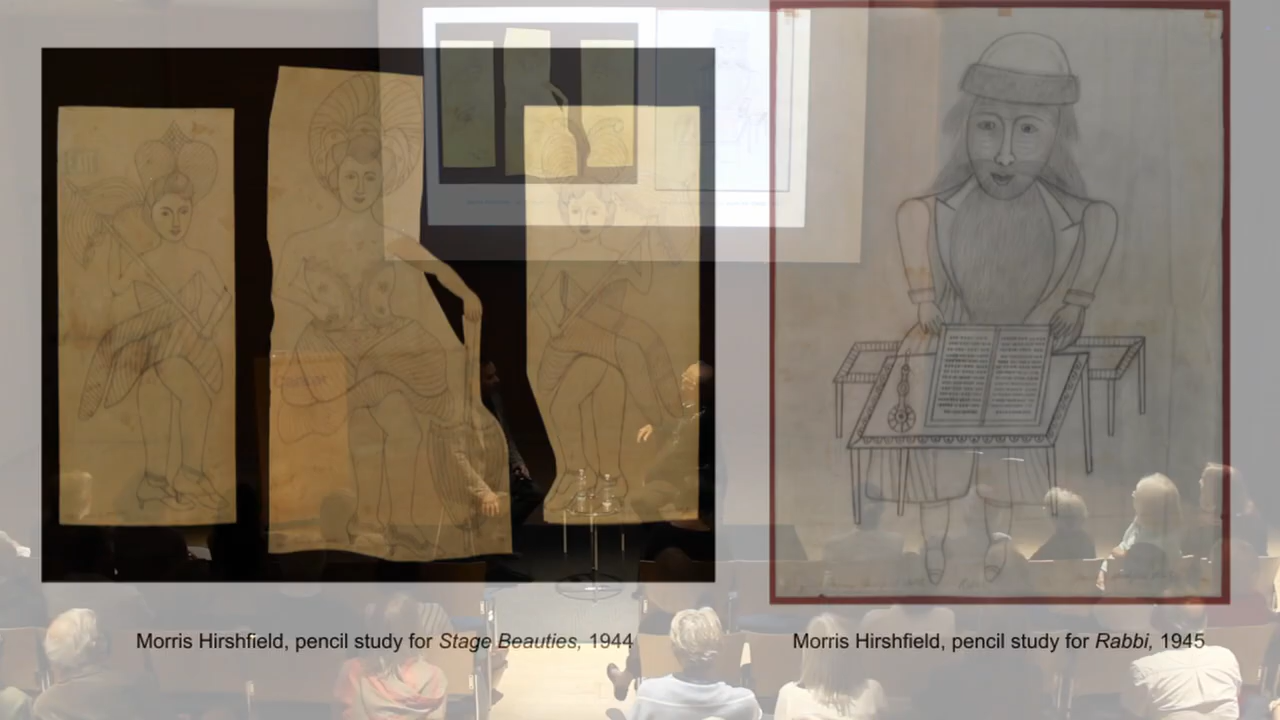 Morris Hirshfield, pencil study for Stage Beauties, 1944
Morris Hirshfield, pencil study for Rabbi, 1945